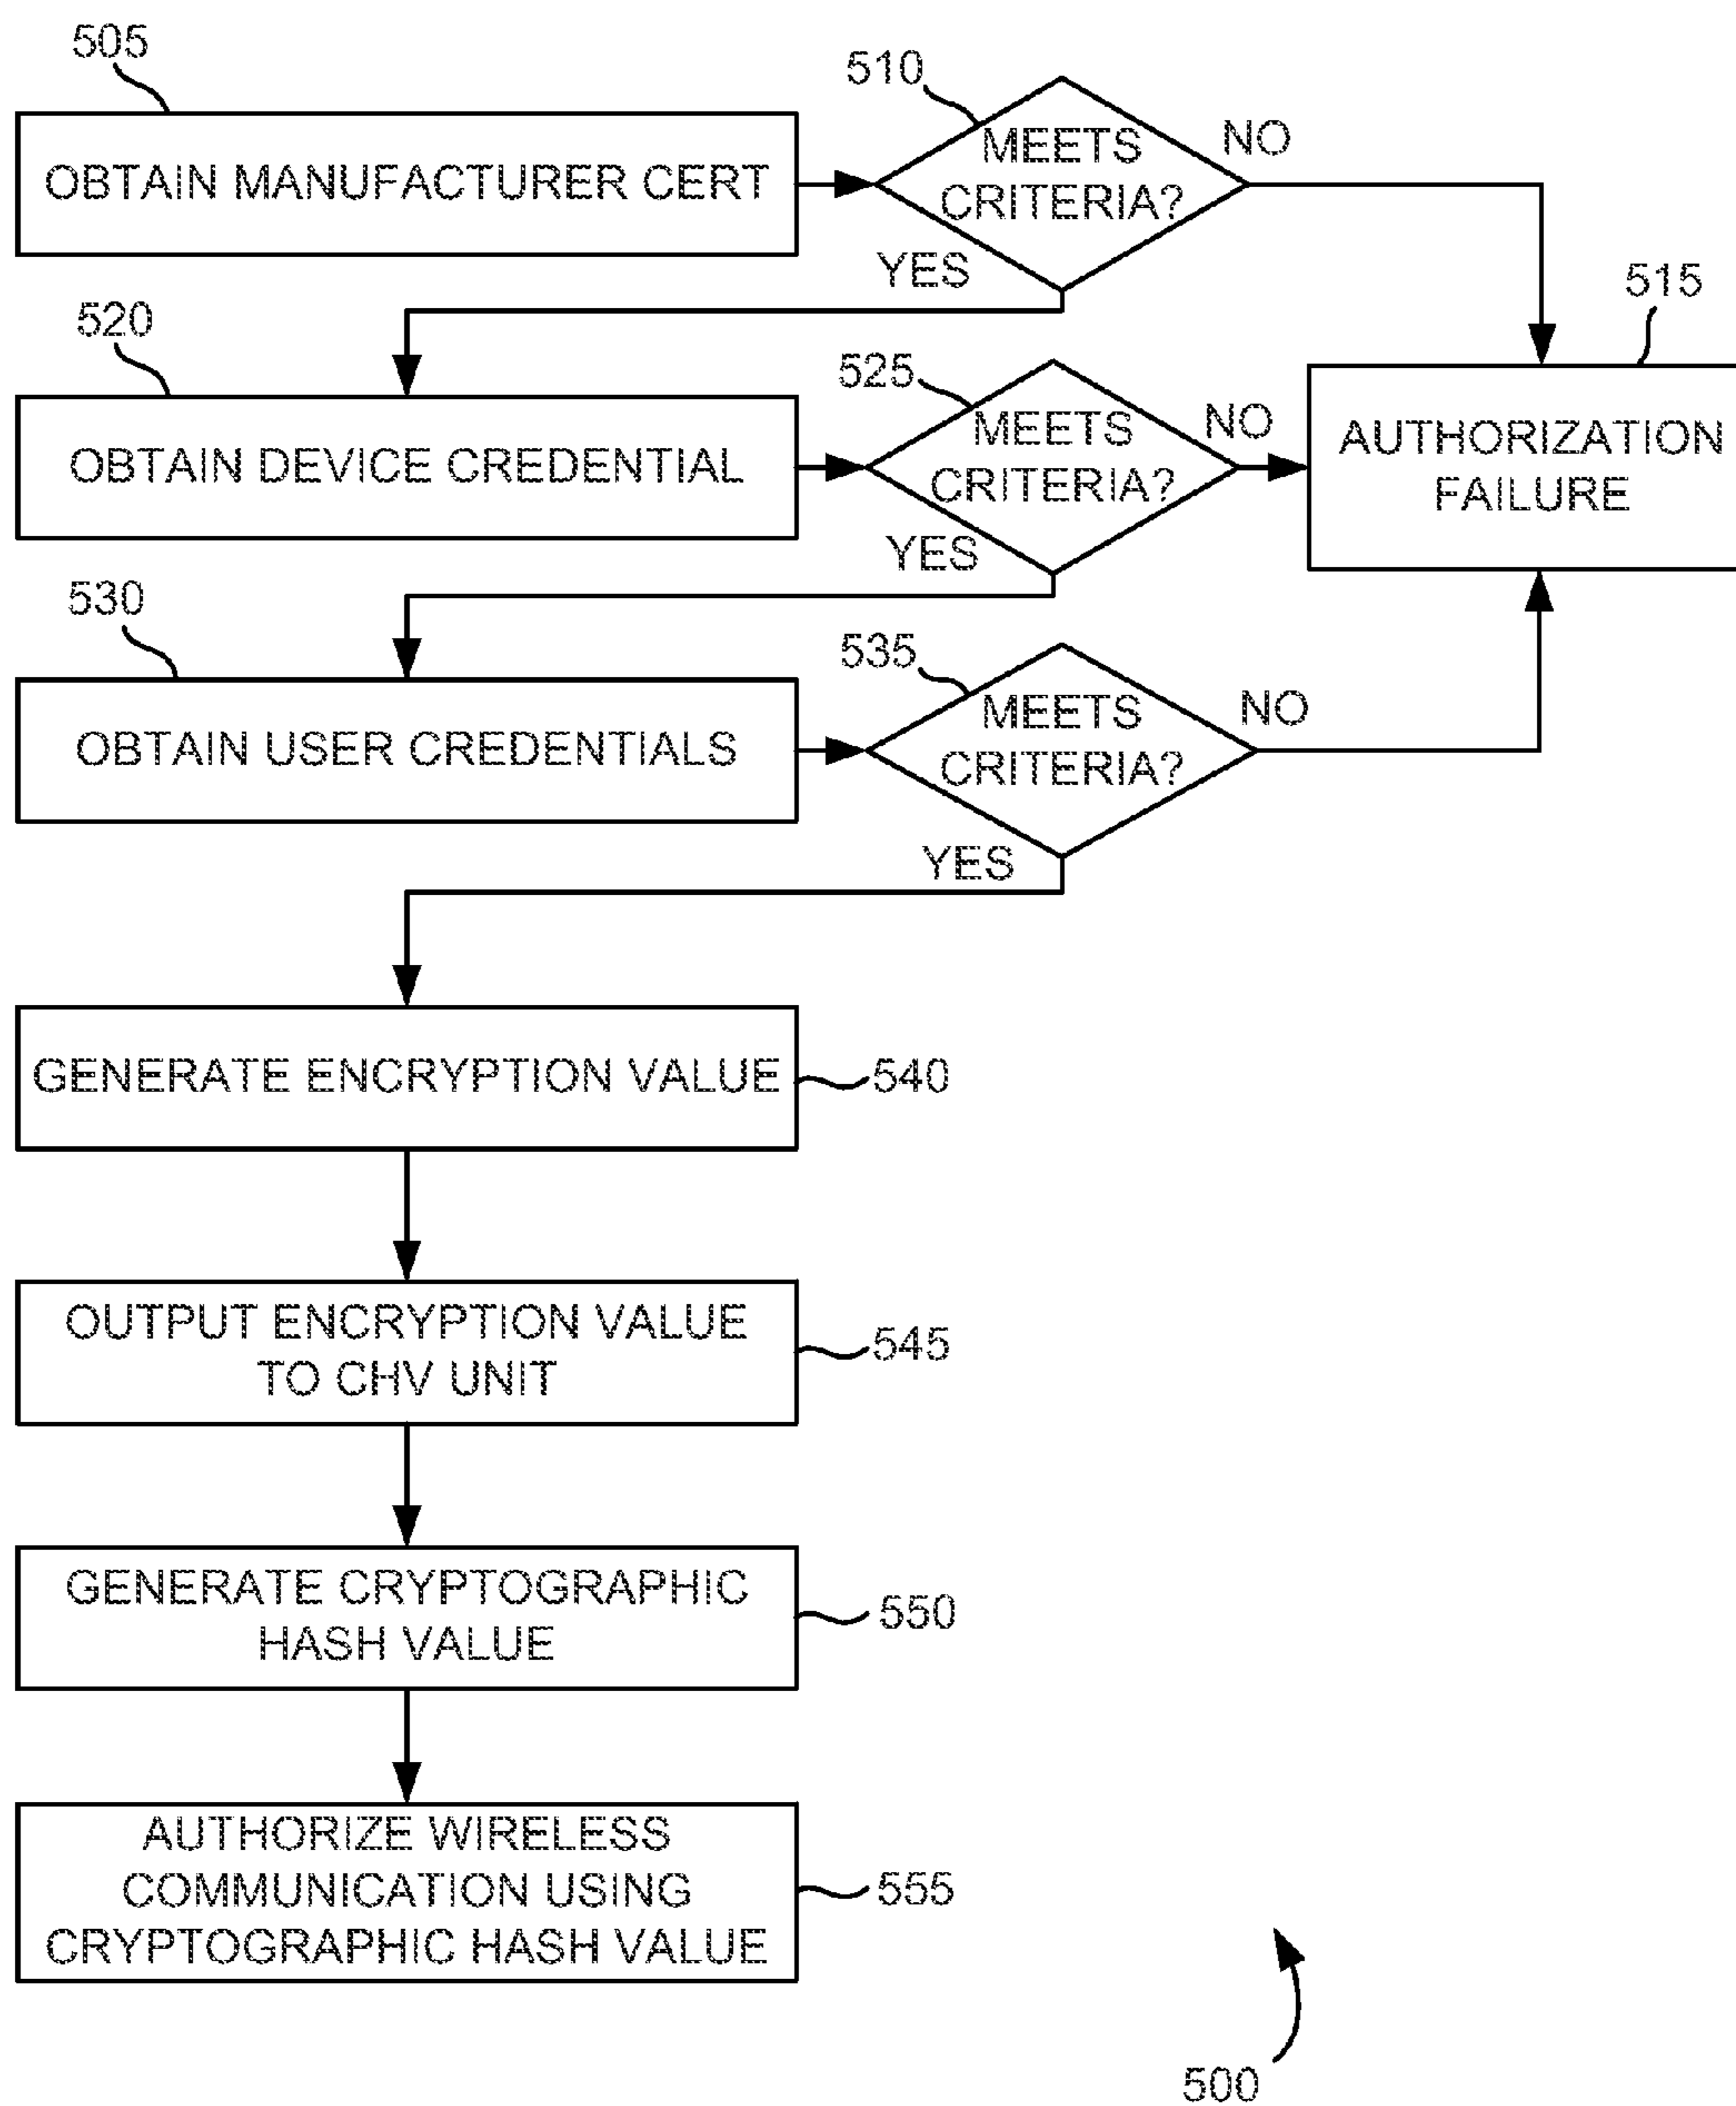 505
510
MEETS
CRITERIA?
NO
OBTAIN MANUFACTURER CERT
YES
515
520
525
MEETS
CRITERIA?
NO
OBTAIN DEVICE CREDENTIAL
AUTHORIZATION
FAILURE
YES
530
535
MEETS
CRITERIA?
NO
OBTAIN USER CREDENTIALS
YES
GENERATE ENCRYPTION VALUE
540
OUTPUT ENCRYPTION VALUE
TO CHV UNIT
545
GENERATE CRYPTOGRAPHIC
HASH VALUE
550
AUTHORIZE WIRELESS
COMMUNICATION USING
CRYPTOGRAPHIC HASH VALUE
555
500